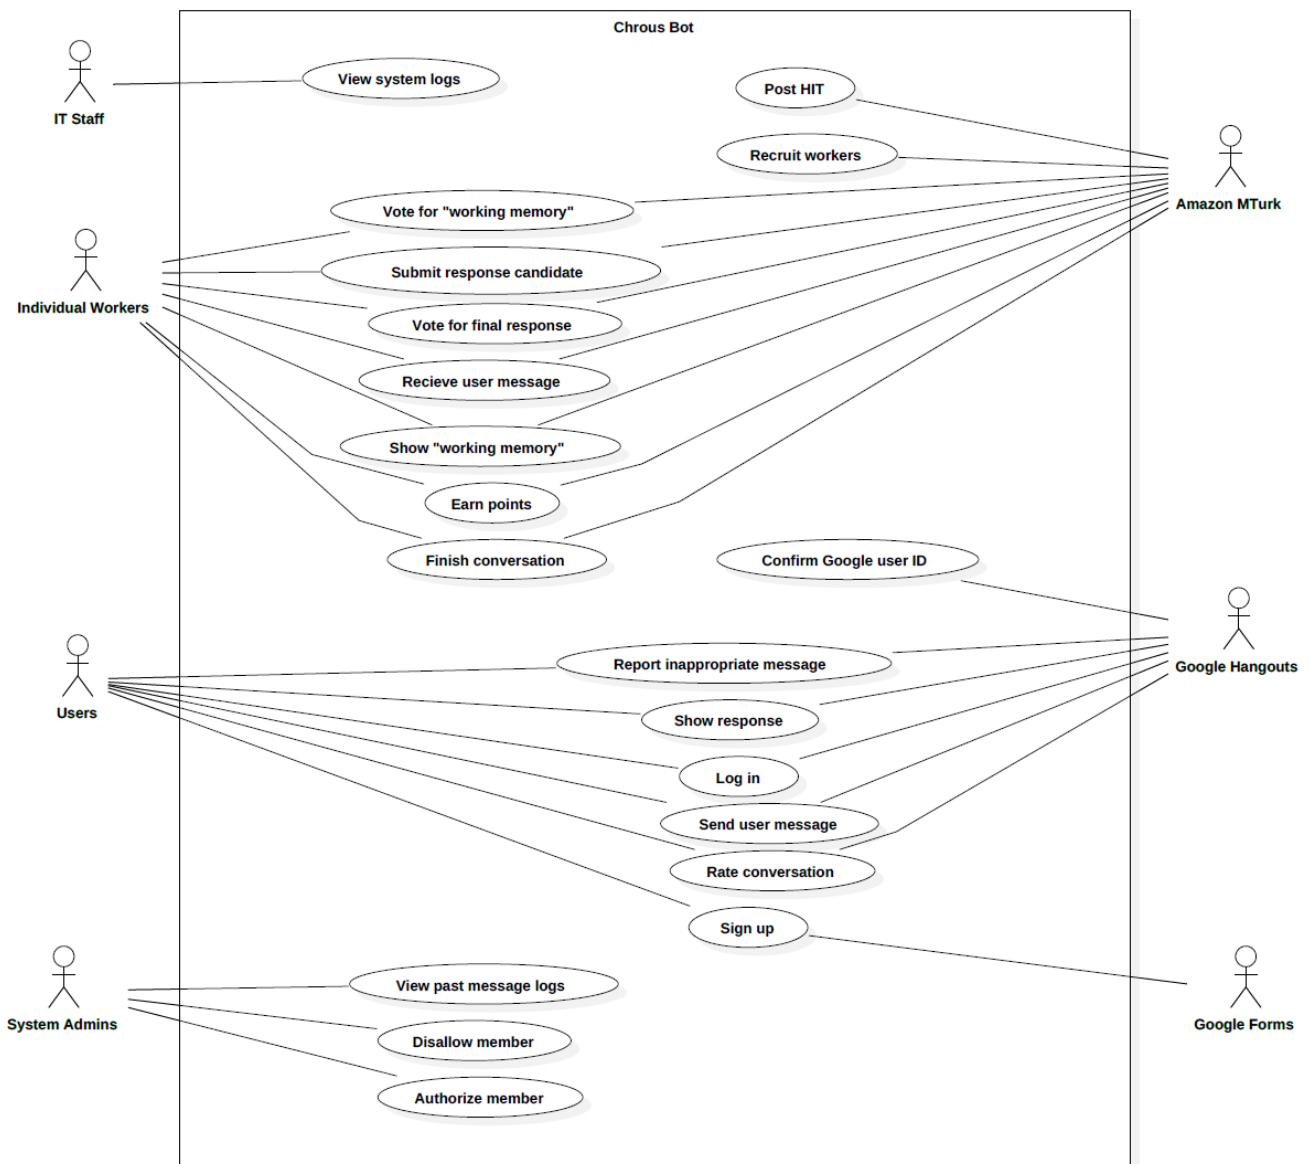 Chrous Bot
View system logs
IT Staff
Post HIT
Recruit workers
Amazon MTurk
Vote for "working memory"
Submit response candidate
Individual Workers
Vote for final response
Recieve user message
Show "working memory"
Earn points
Finish conversation
Confirm Google user ID
Report inappropriate message
Google Hangouts
Users
Show response
Log in
Send user message
Rate conversation
Sign up
View past message logs
System Admins
Google Forms
Disallow member
Authorize member